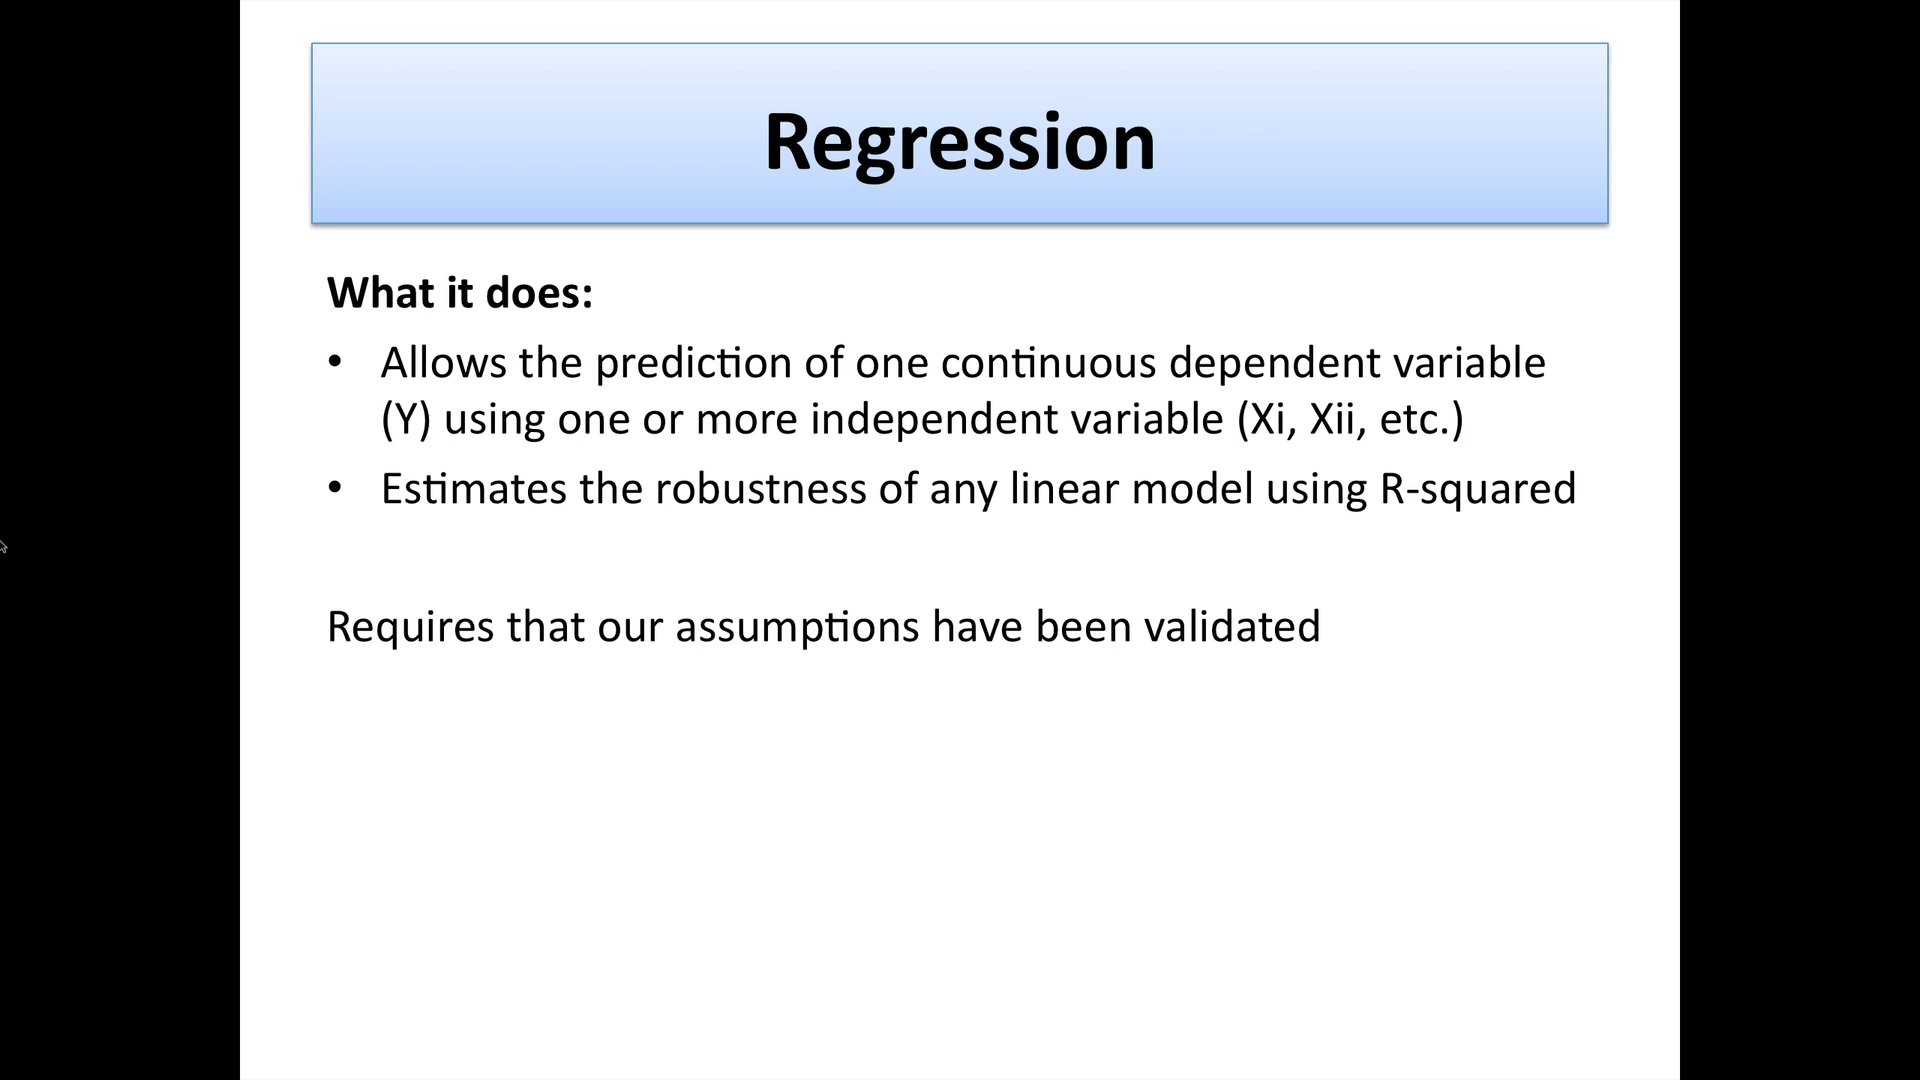 Regression
What it does:
• Allows the prediction of one continuous dependent variable
(Y) using one or more independent variable (Xi, Xii, etc.)
• Estimates the robustness of any linear model using R-squared
Requires that our assumptions have been validated